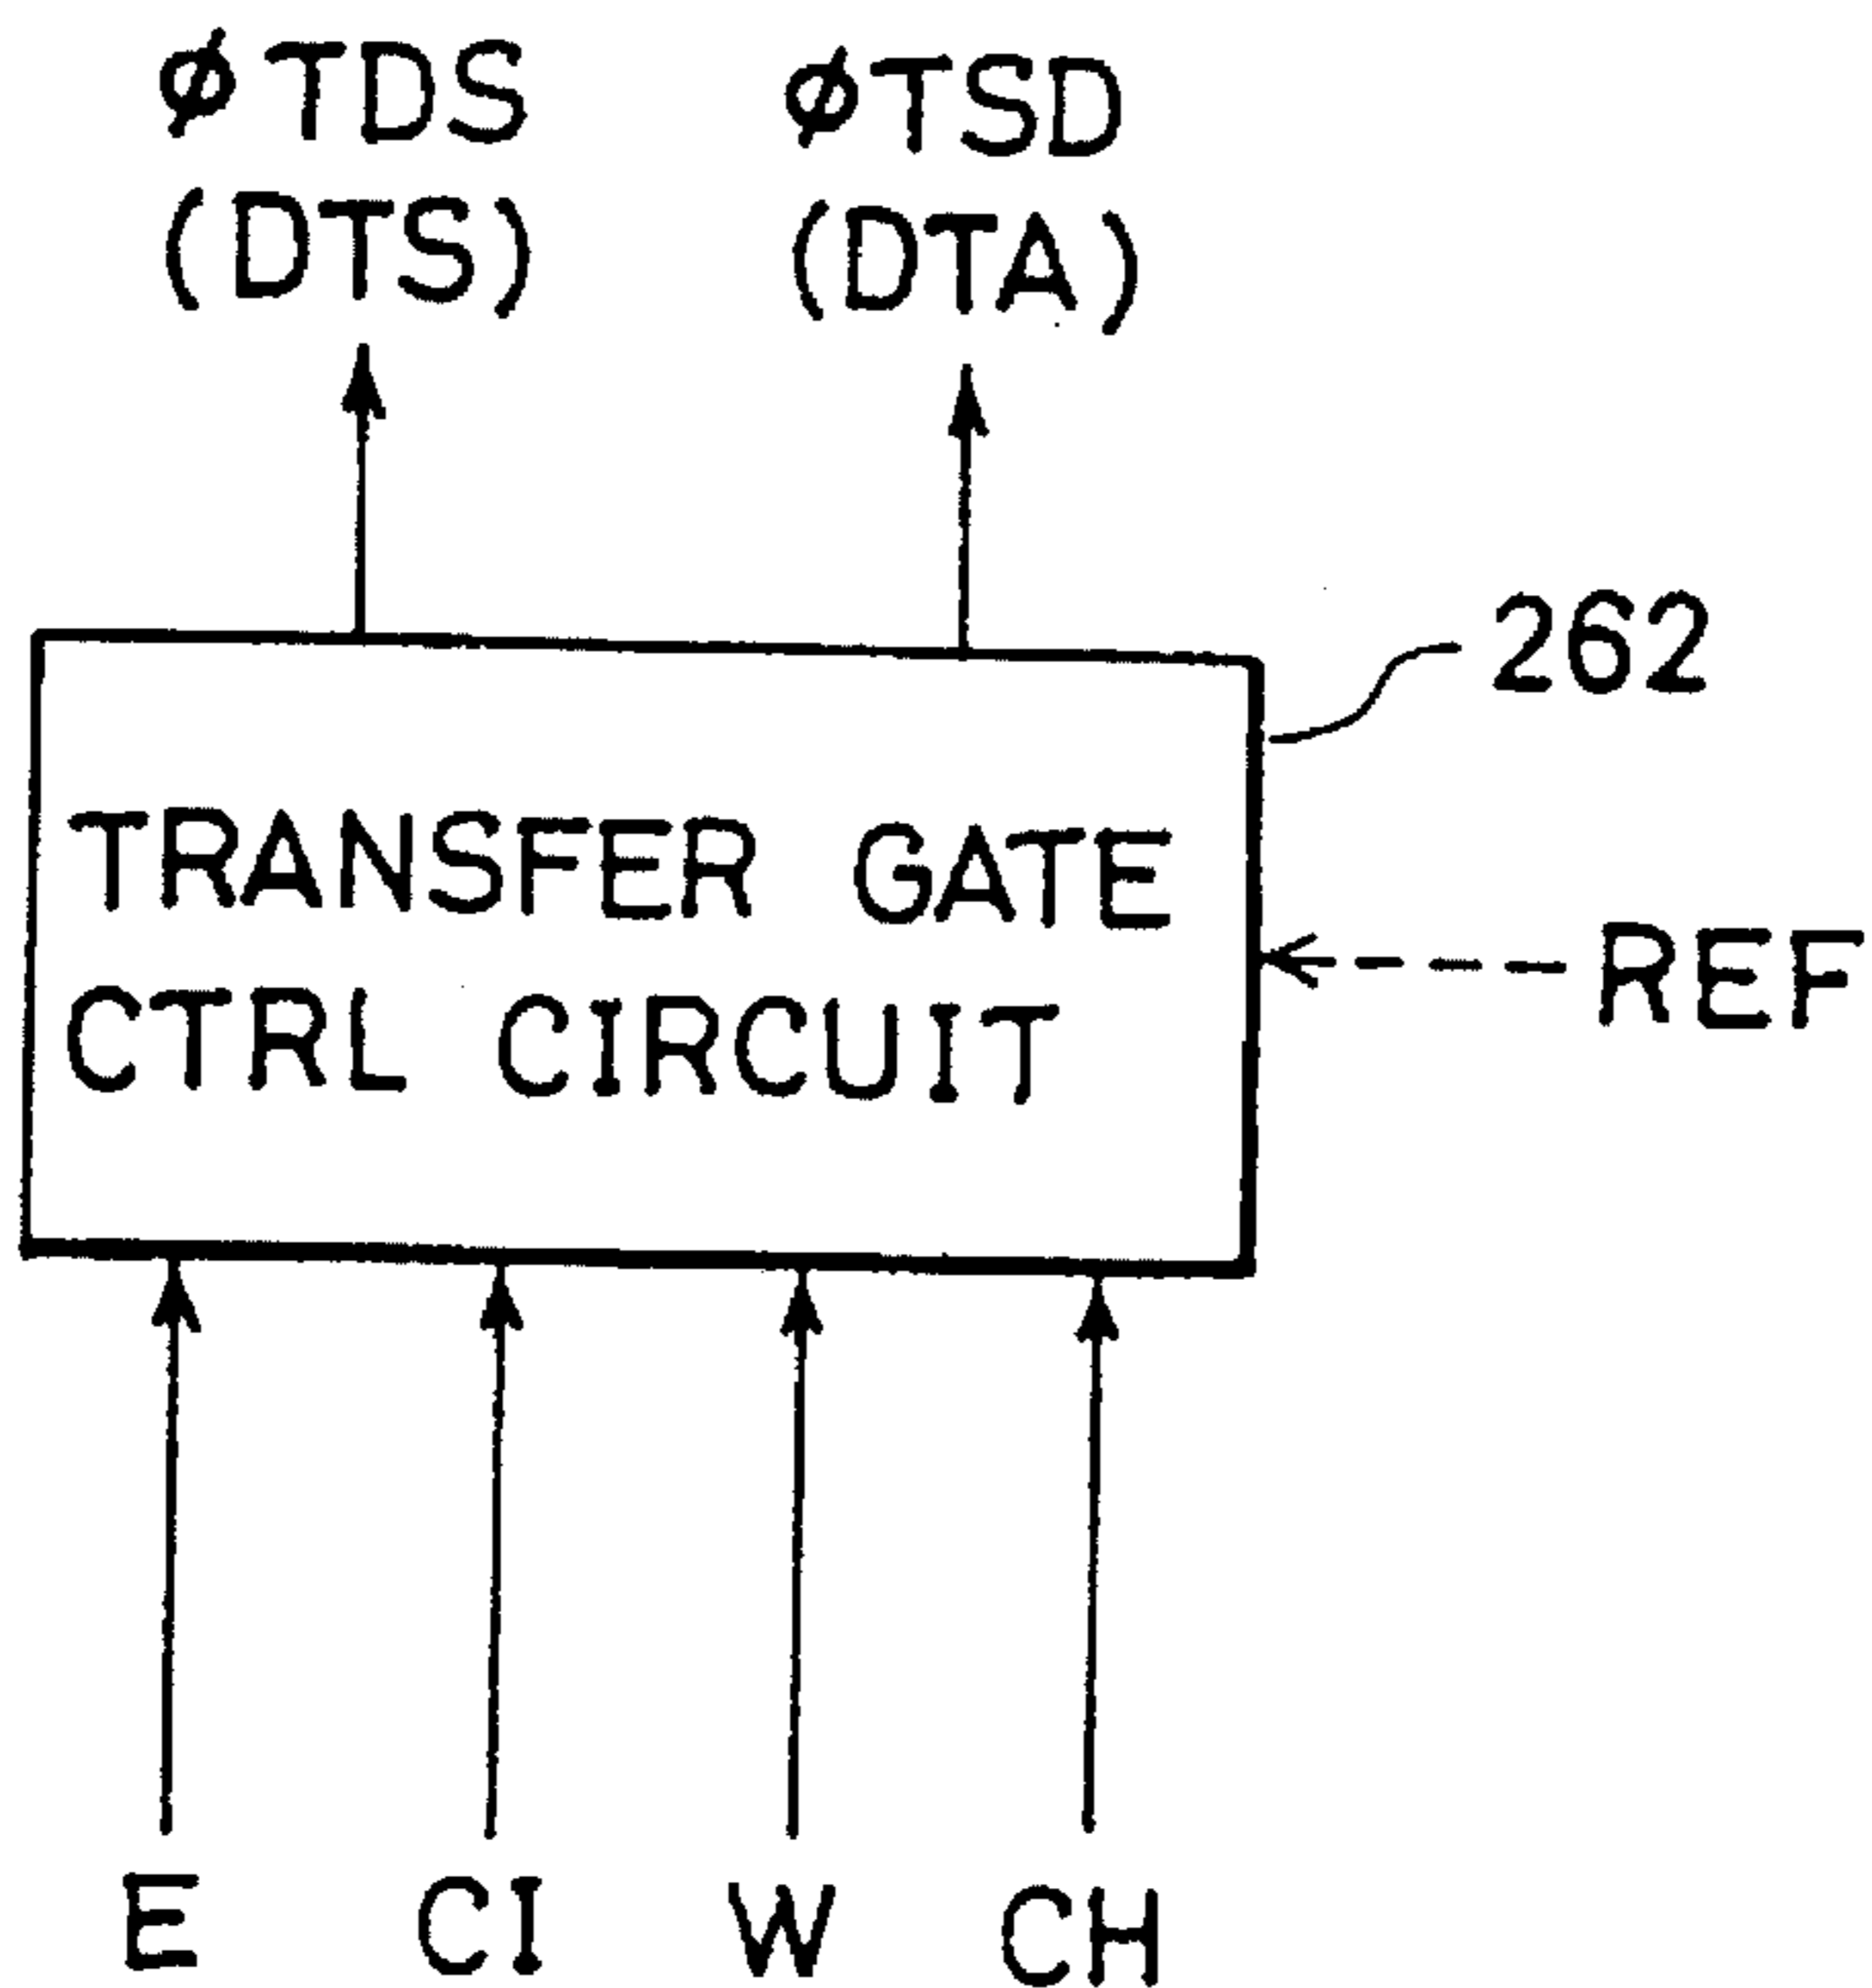 øTDS øTSD
(DTS) (DTA)
262
TRANSFER GATE
CTRL CIRCUIT
REF
E CI W CH